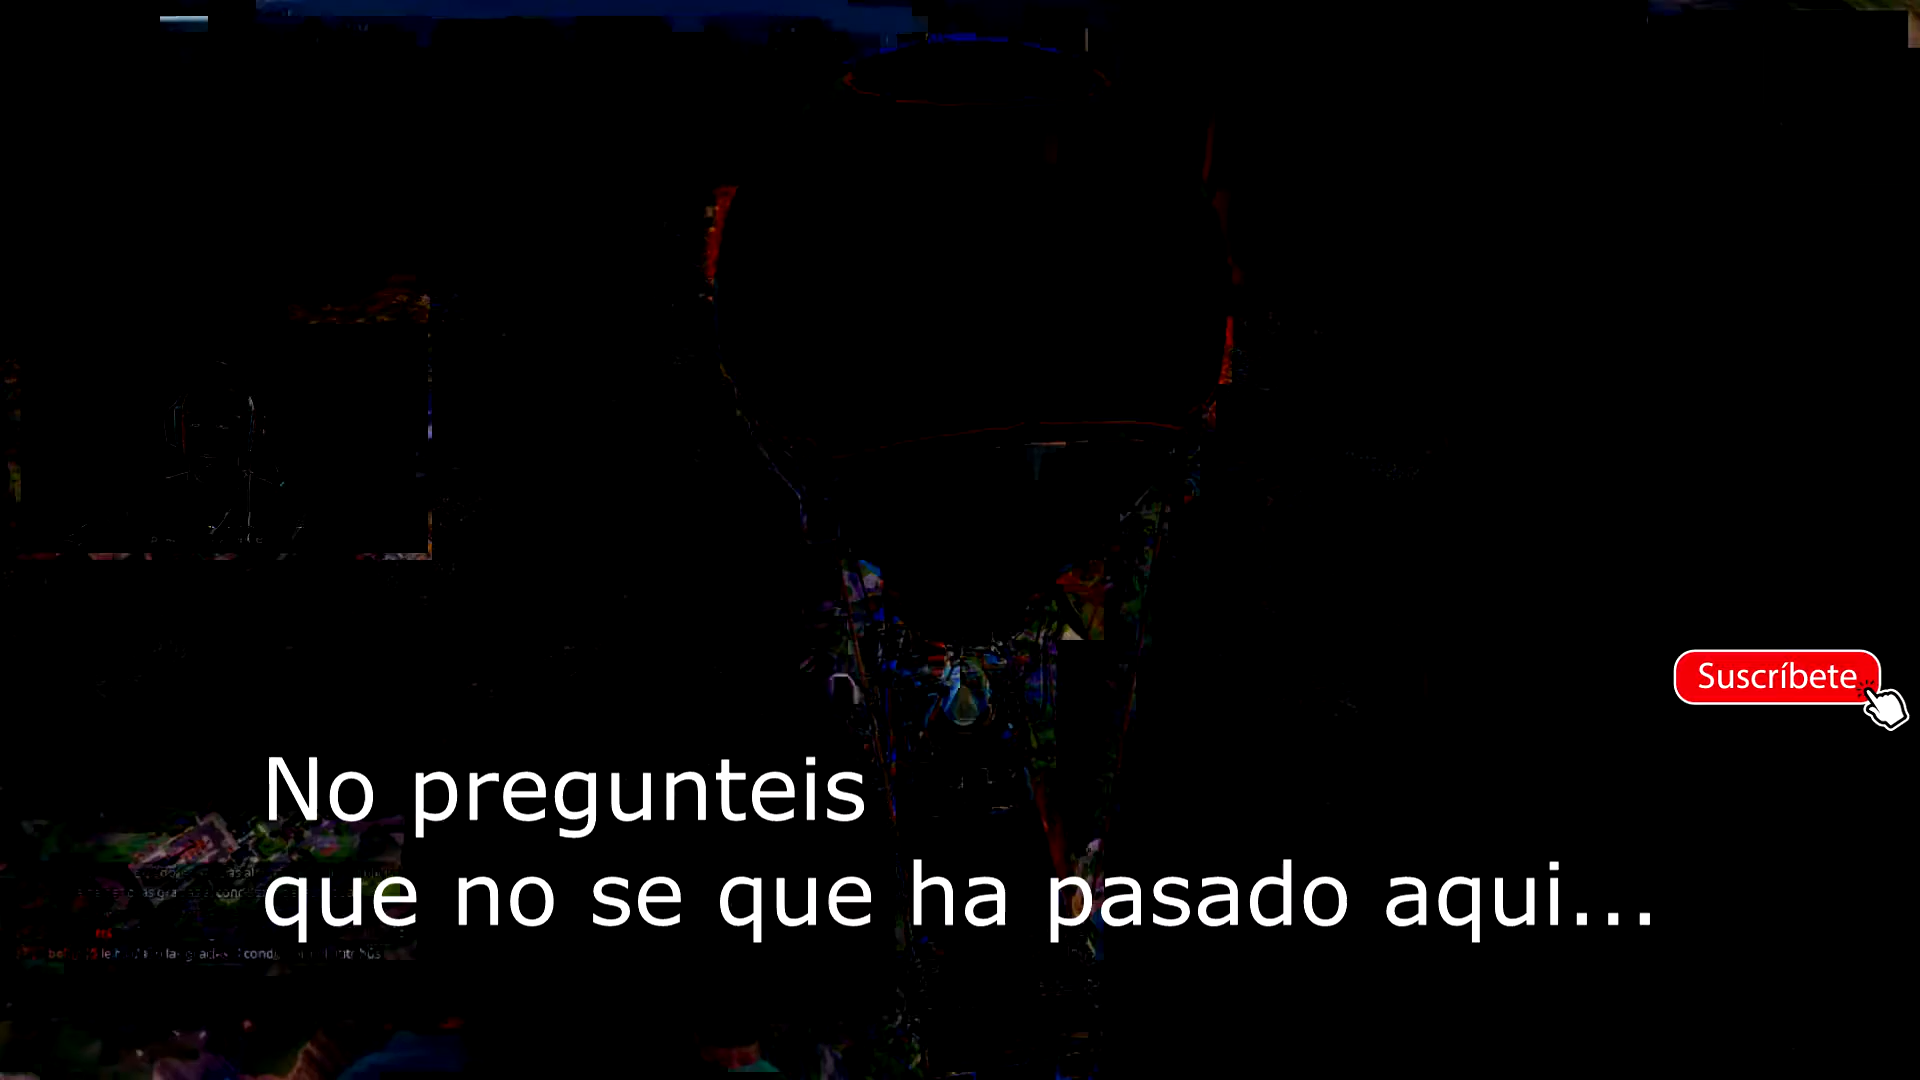 Suscríbete
No pregunteis
que no se que ha pasado aqui...